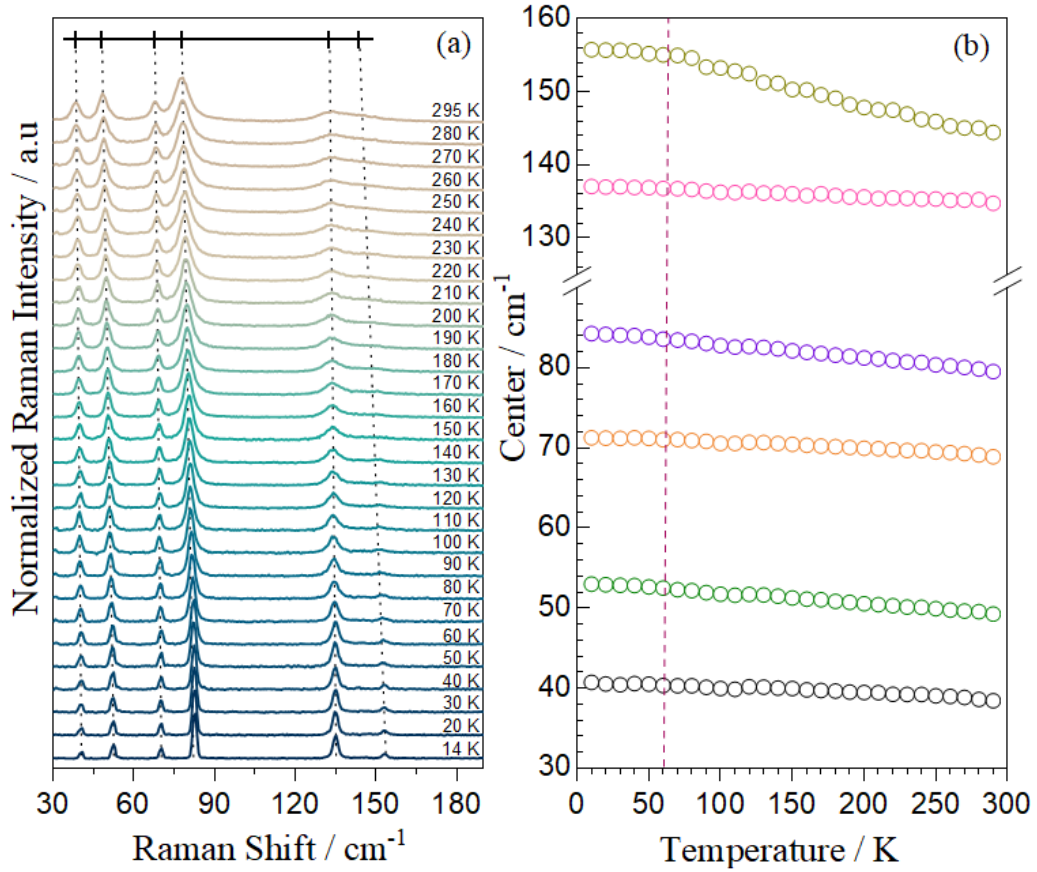 (a)
295 K
280 K
270 K
260 K
250 K
240 K
230 K
220 K
210 K
200 K
190 K
180 K
170 K
160 K
150 K
140 K
130 K
120 K
110 K
100 K
90 K
80 K
70 K
60 K
50 K
40 K
30 K
20 K
14 K
Normalized Raman Intensity / a.u
30 60 90 120 150 180
Raman Shift / cm-1
(b)
160
150
140
130
80
70
60
50
40
30
Center / cm-1
0 50 100 150 200 250 300
Temperature / K